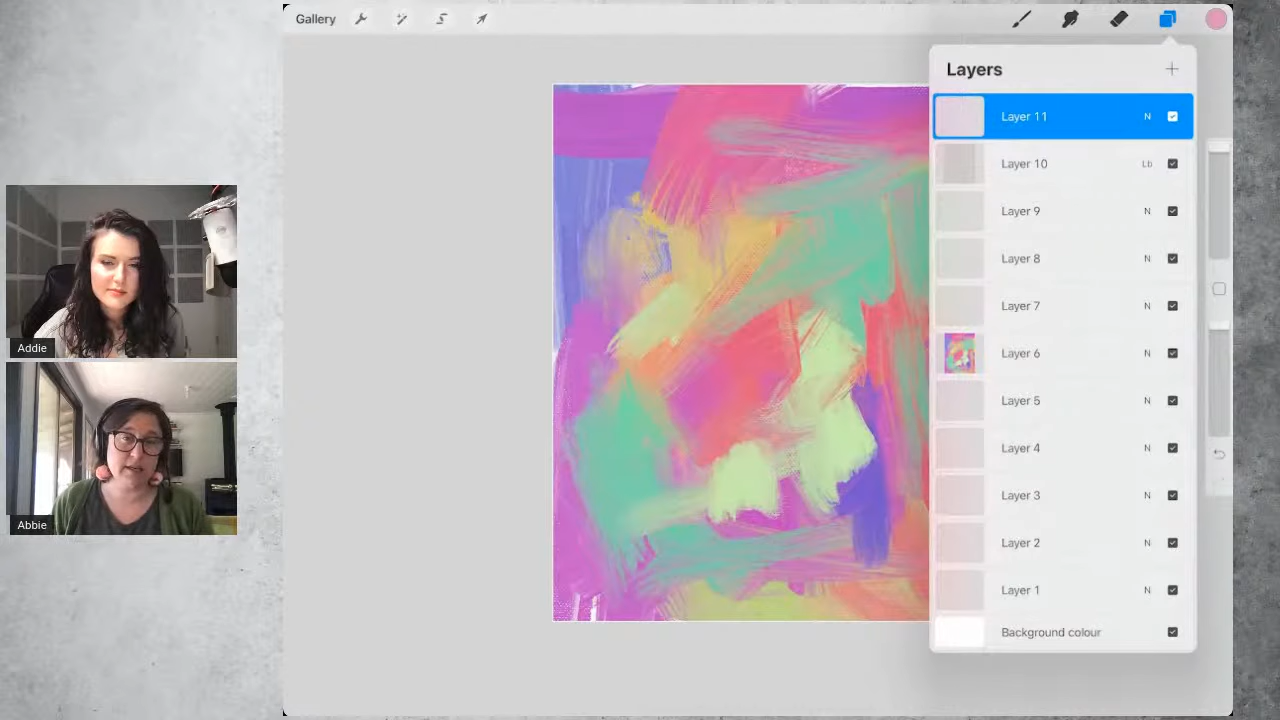 Gallery
Layers
Layer 11 N
Layer 10 Lb
Layer 9 N
Layer 8 N
Layer 7 N
Layer 6 N
Layer 5 N
Layer 4 N
Layer 3 N
Layer 2 N
Layer 1 N
Background colour
Addie
Abbie